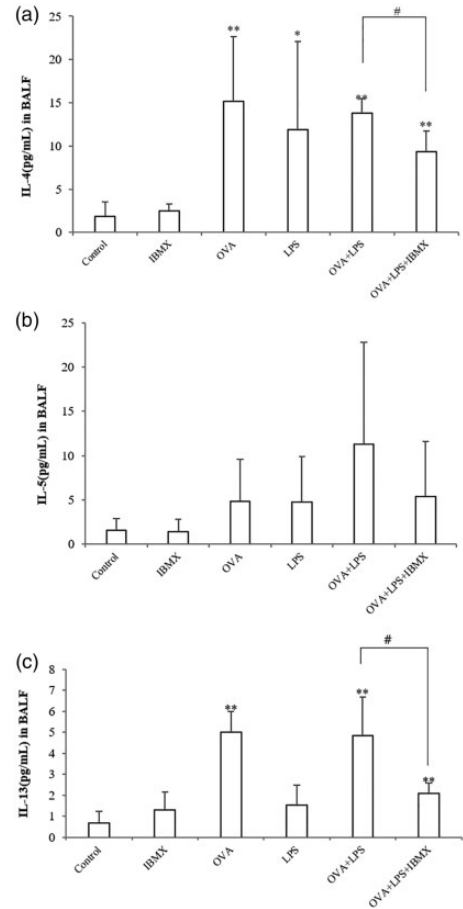 (a)
#
25
20
15
10
5
0
IL-4(pg/mL) in BALF
**
*
**
**
Control
IBMX
OVA
LPS
OVA+LPS
OVA+LPS+IBMX
(b)
25
20
15
10
5
0
IL-5(pg/mL) in BALF
Control
IBMX
OVA
LPS
OVA+LPS
OVA+LPS+IBMX
(c)
#
8
7
6
5
4
3
2
1
0
IL-13(pg/mL) in BALF
**
**
**
Control
IBMX
OVA
LPS
OVA+LPS
OVA+LPS+IBMX